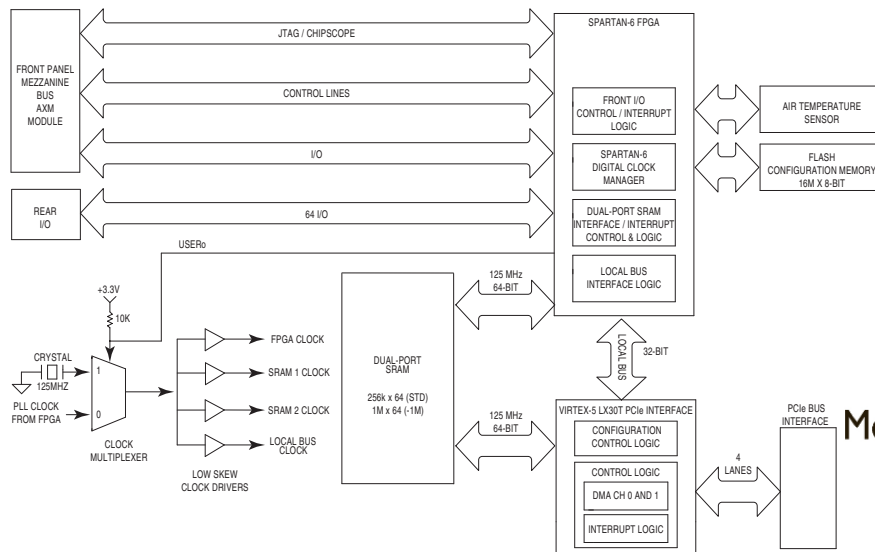 JTAG / CHIPSCOPE
SPARTAN-6 FPGA
FRONT PANEL
MEZZANINE
BUS
AXM
MODULE
CONTROL LINES
FRONT I/O
CONTROL / INTERRUPT
LOGIC
AIR TEMPERATURE
SENSOR
I/O
SPARTAN-6
DIGITAL CLOCK
MANAGER
FLASH
CONFIGURATION MEMORY
16M X 8-BIT
REAR
I/O
64 I/O
DUAL-PORT SRAM
INTERFACE / INTERRUPT
CONTROL & LOGIC
USERo
LOCAL BUS
INTERFACE LOGIC
+3.3V
10K
125 MHz
64-BIT
CRYSTAL
125MHZ
1
0
PLL CLOCK
FROM FPGA
CLOCK
MULTIPLEXER
FPGA CLOCK
SRAM 1 CLOCK
SRAM 2 CLOCK
LOCAL BUS
CLOCK
LOW SKEW
CLOCK DRIVERS
DUAL-PORT
SRAM
256k x 64 (STD)
1M x 64 (-1M)
LOCAL BUS
32-BIT
125 MHz
64-BIT
VIRTEX-5 LX30T PCIe INTERFACE
CONFIGURATION
CONTROL LOGIC
CONTROL LOGIC
DMA CH 0 AND 1
INTERRUPT LOGIC
4
LANES
PCIe BUS
INTERFACE